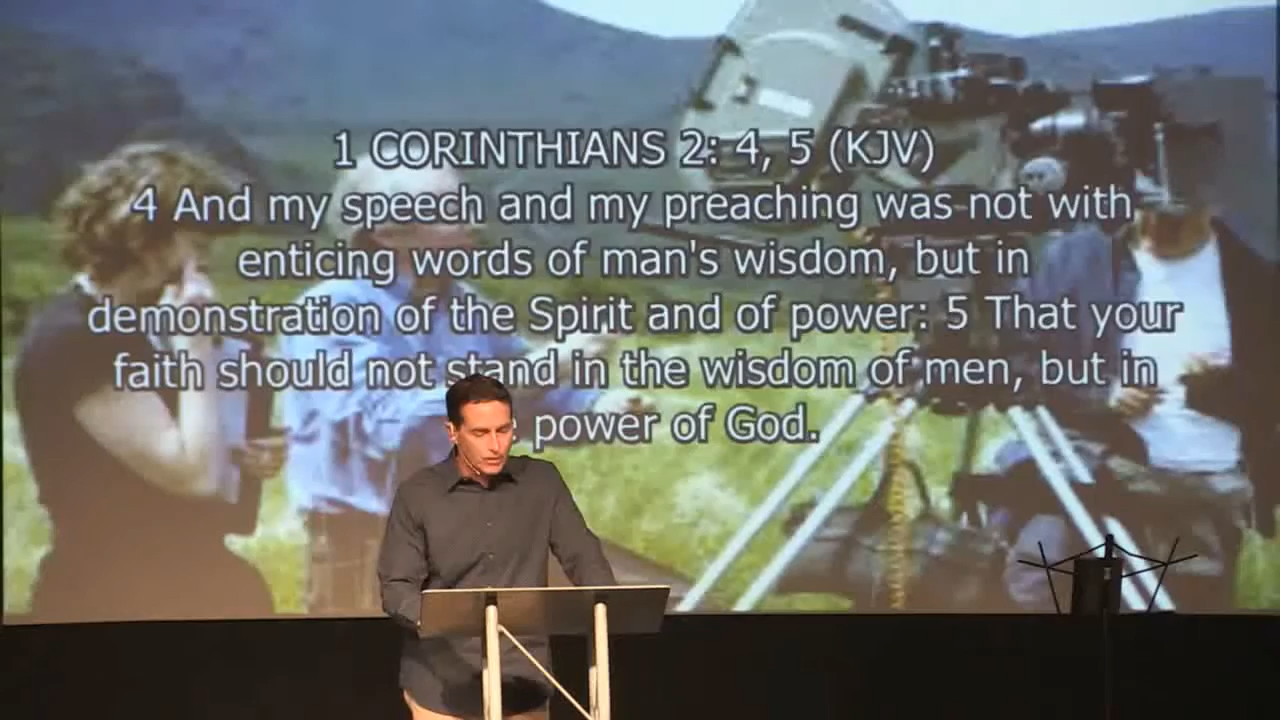 1 CORINTHIANS 2: 4, 5 (KJV)
4 And my speech and my preaching was not with
enticing words of man's wisdom, but in
demonstration of the Spirit and of power: 5 That your
faith should not stand in the wisdom of men, but in
power of God.